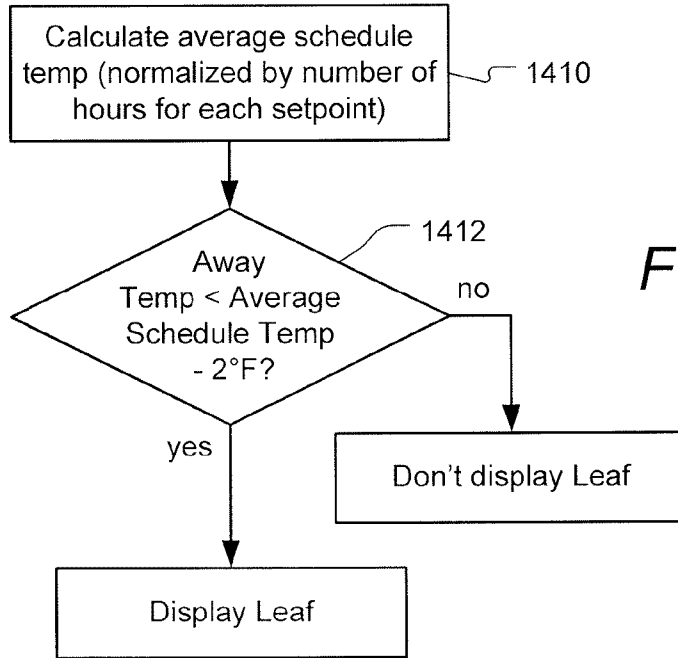 Calculate average schedule
temp (normalized by number of
hours for each setpoint)
1410
1412
Away
Temp < Average
Schedule Temp
- 2°F?
no
F
yes
Don't display Leaf
Display Leaf